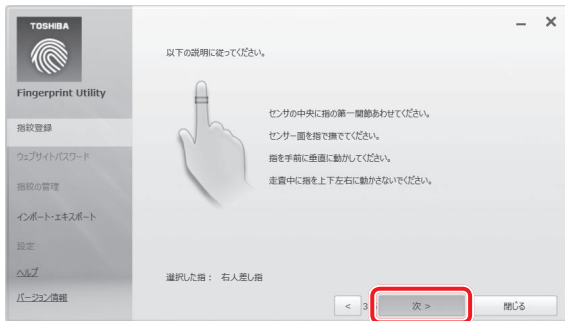 TOSHIBA
Fingerprint Utility
指紋登録
ウェブサイトパスワード
指紋の管理
インポート・エキスポート
設定
ヘルプ
バージョン情報
以下の説明に従ってください。
センサの中央に指の第一関節あわせてください。
センサー面を指で撫でてください。
指を手前に垂直に動かしてください。
走査中に指を上下左右に動かさないでください。
選択した指： 右人差し指
< 3 次 > 閉じる